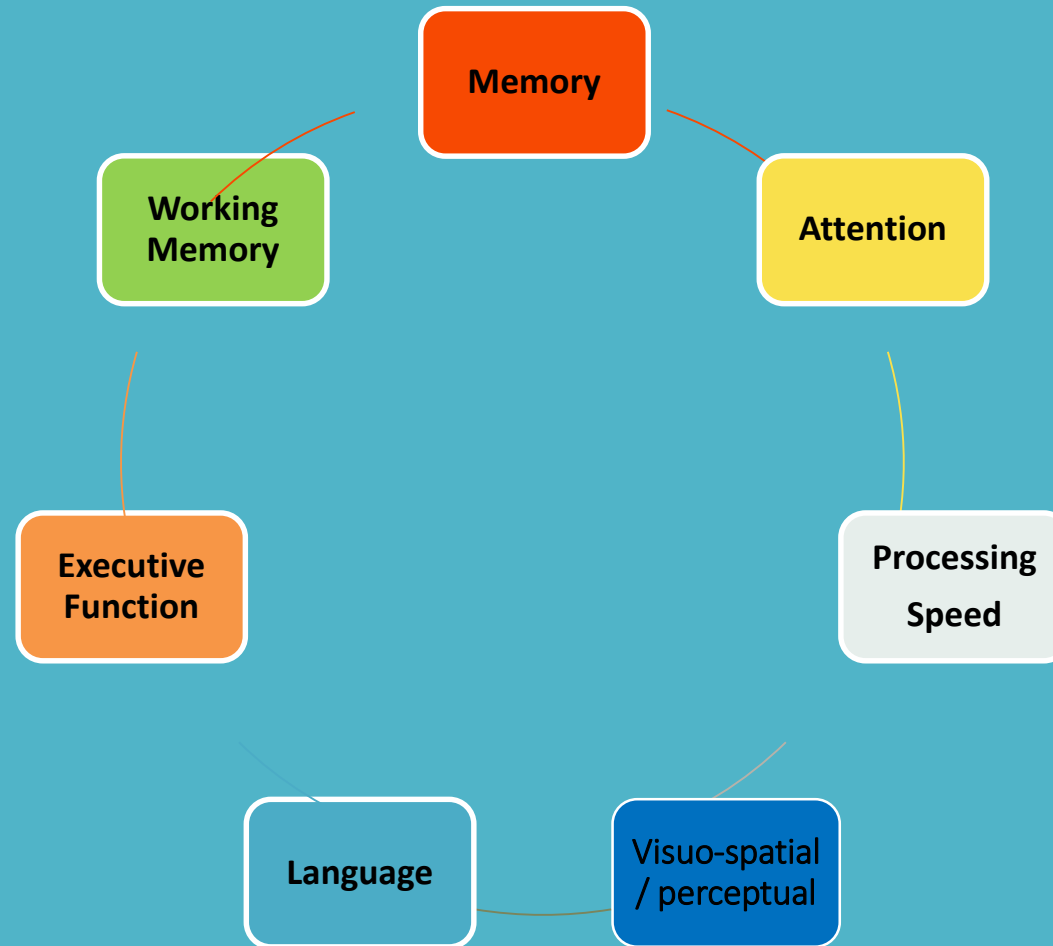 Memory
Attention
Processing
Speed
Visuo-spatial
/ perceptual
Language
Executive
Function
Working
Memory